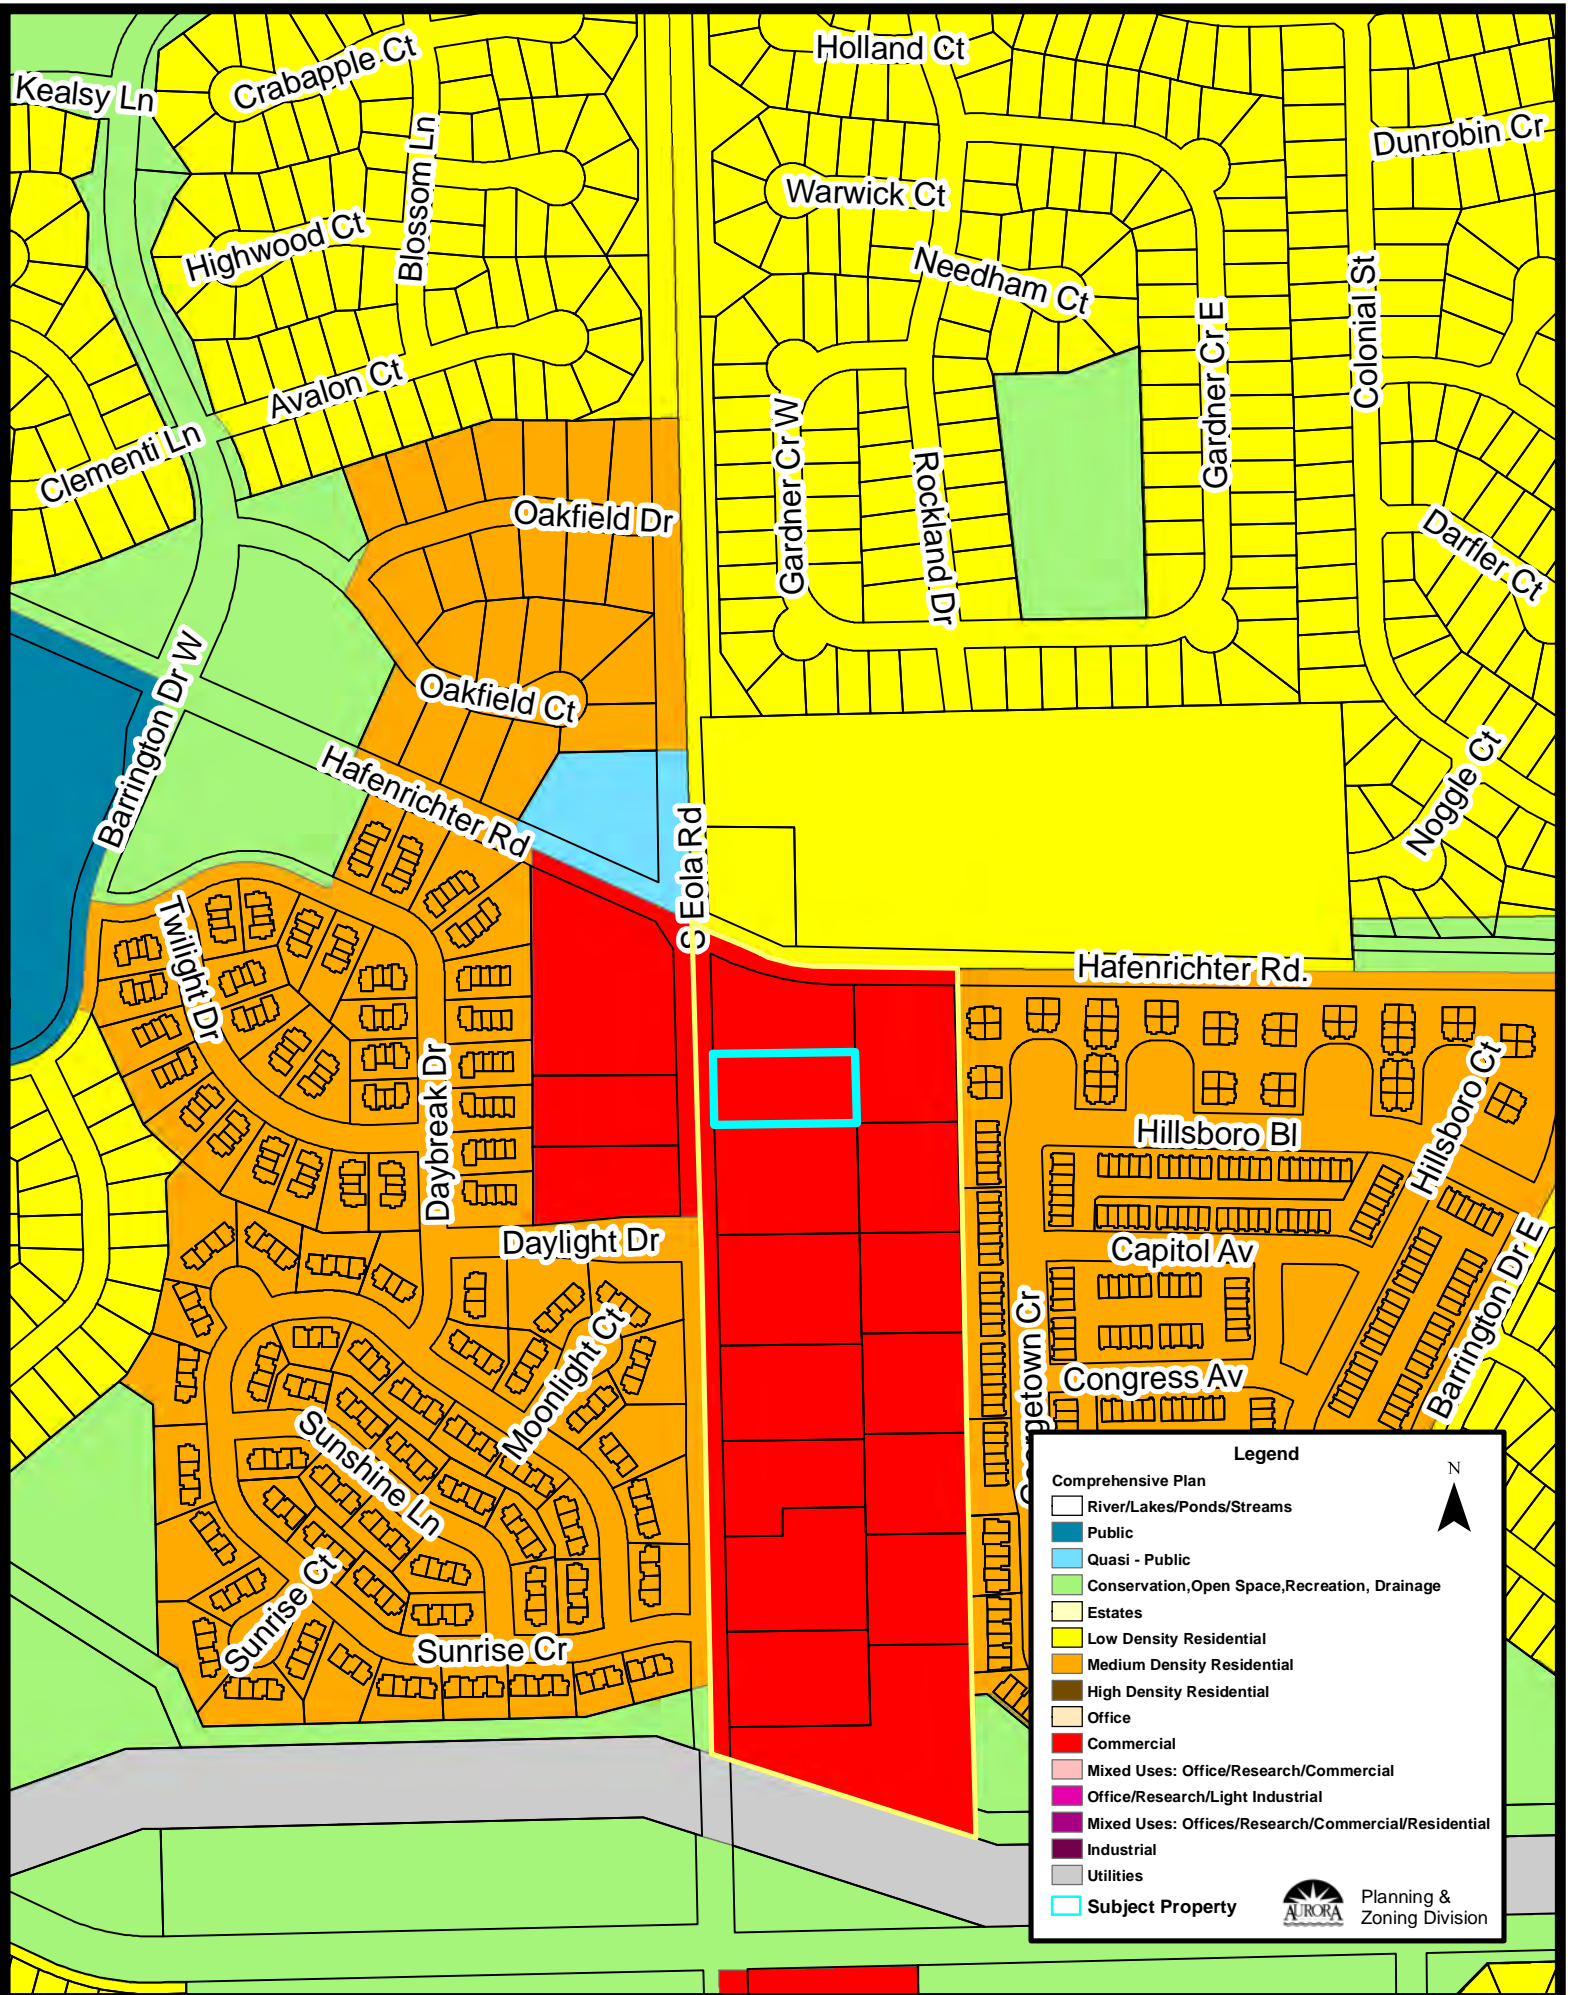 Holland Ct
Crabapple Ct
Kealsy Ln
Dunrobin Cr
Blossom Ln
Warwick Ct
Highwood Ct
Needham Ct
Colonial St
Gardner Cr E
Avalon Ct
Clementi Ln
Gardner Cr W
Rockland Dr
Oakfield Dr
Darfler Ct
Barrington Dr W
Oakfield Ct
Hafenrichter Rd
Noggle Ct
S Eola Rd
Twilight Dr
Hafenrichter Rd.
Daybreak Dr
Hillsboro Ct
Hillsboro Bl
Daylight Dr
Capitol Av
Barrington Dr E
Moonlight Ct
Georgetown Cr
Congress Av
Sunshine Ln
Sunrise Ct
Sunrise Cr
Legend
Comprehensive Plan
N
River/Lakes/Ponds/Streams
Public
Quasi - Public
Conservation,Open Space,Recreation, Drainage
Estates
Low Density Residential
Medium Density Residential
High Density Residential
Office
Commercial
Mixed Uses: Office/Research/Commercial
Office/Research/Light Industrial
Mixed Uses: Offices/Research/Commercial/Residential
Industrial
Utilities
Subject Property
AURORA
Planning &
Zoning Division